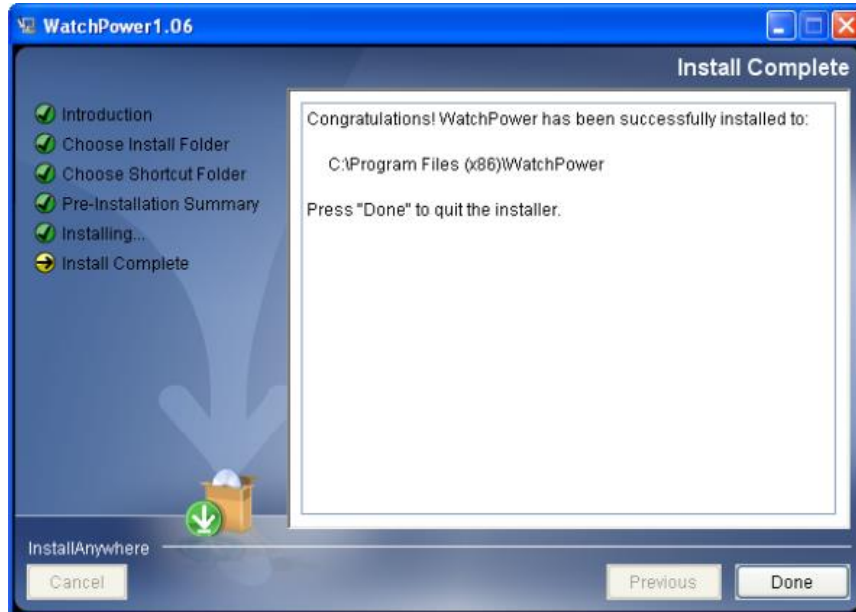 WatchPower1.06
Install Complete
Introduction
Choose Install Folder
Choose Shortcut Folder
Pre-Installation Summary
Installing...
Install Complete
Congratulations! WatchPower has been successfully installed to:
C:\Program Files (x86)\WatchPower
Press "Done" to quit the installer.
InstallAnywhere
Cancel
Previous
Done